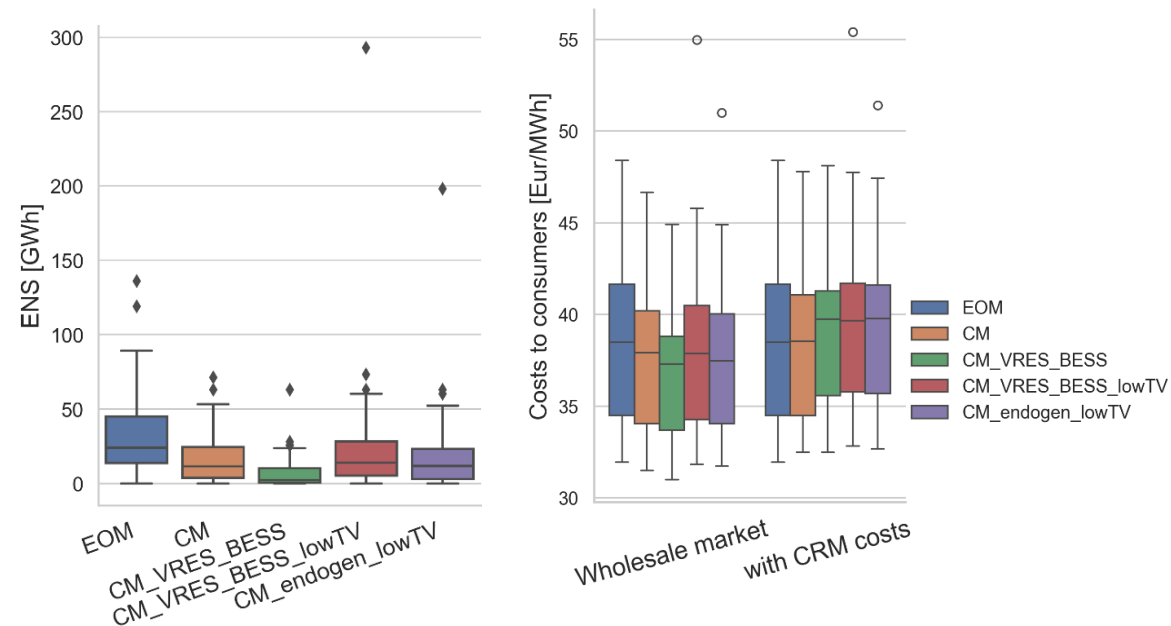 ENS [GWh]
300
250
200
150
100
50
0
EOM
CM
CM_VRES_BESS
CM_VRES_BESS_lowTV
CM_endogen_lowTV
Costs to consumers [Eur/MWh]
55
50
45
40
35
30
Wholesale market
with CRM costs
EOM
CM
CM_VRES_BESS
CM_VRES_BESS_lowTV
CM_endogen_lowTV